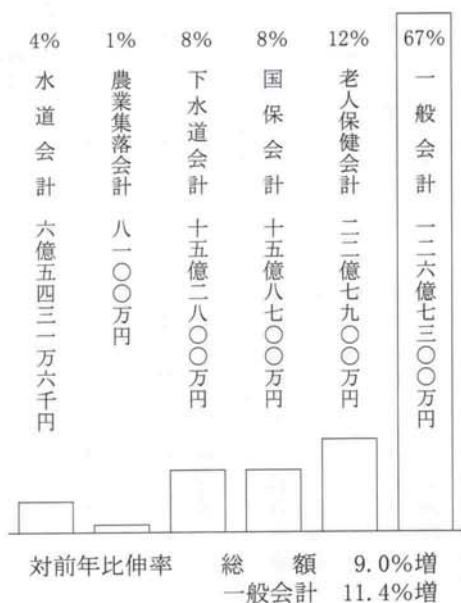 67%
一般会計 一二六億七三〇〇万円
12%
老人保健会計 二二億七九〇〇万円
8%
国保会計 十五億八七〇〇万円
8%
下水道会計 十五億二八〇〇万円
1%
農業集落会計 八一〇〇万円
4%
水道会計 六億五四三一万六千円
対前年比伸率 総額 9.0%増
一般会計 11.4%増